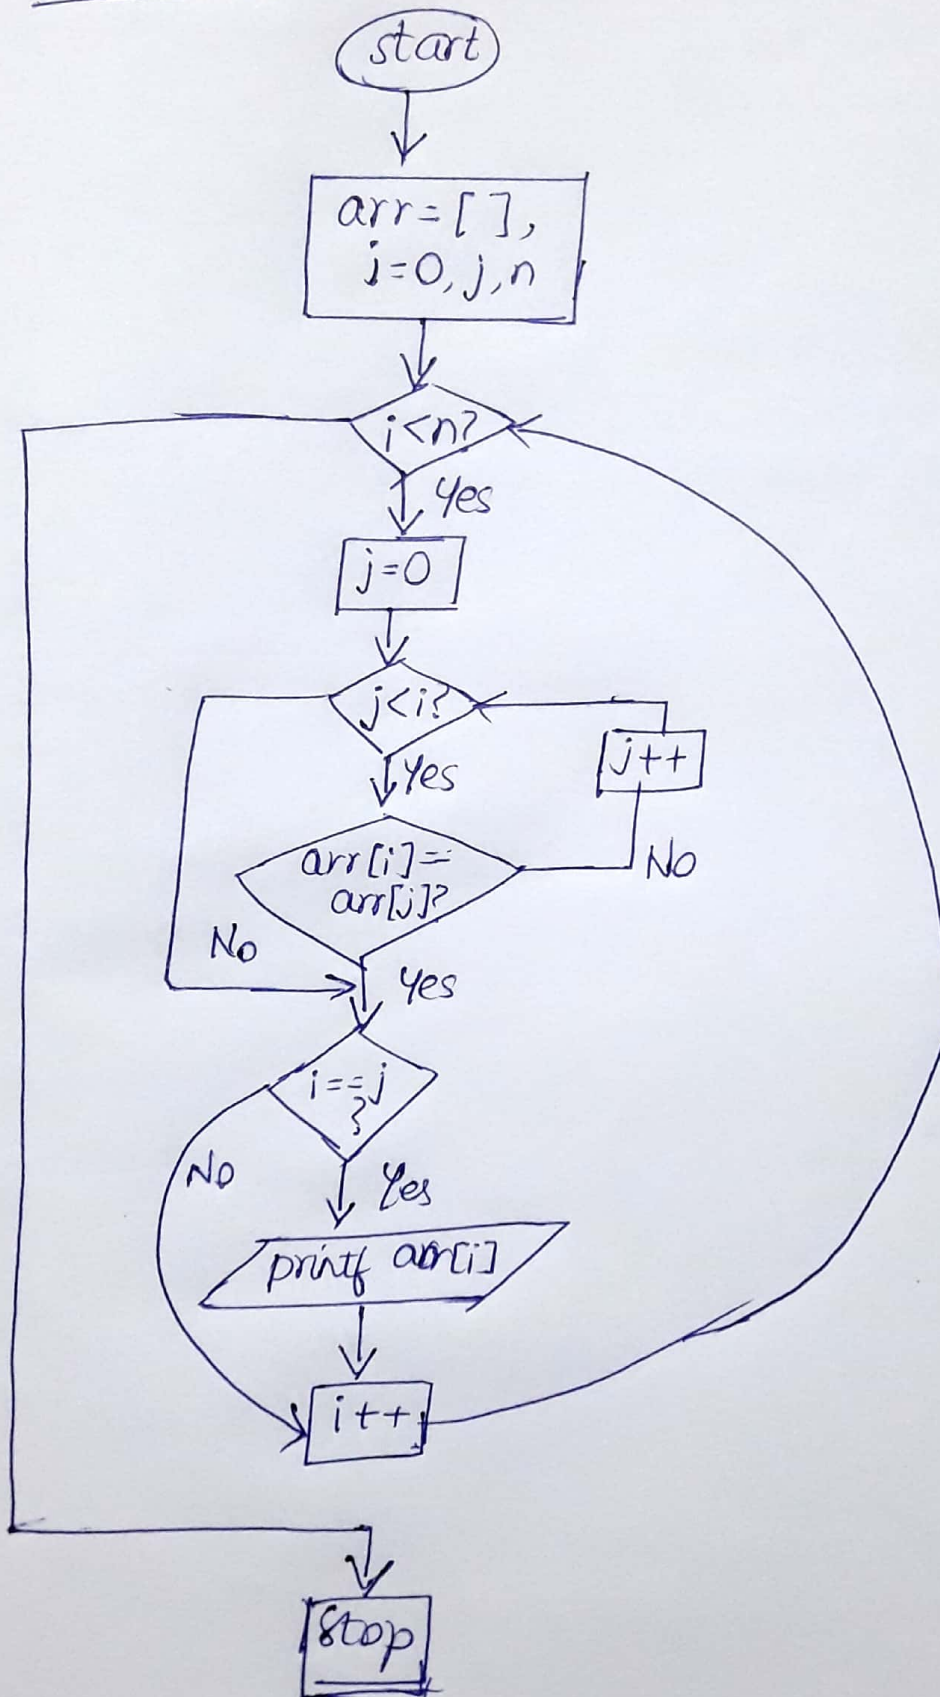 start
arr=[ ],
i=0, j, n
i<n?
Yes
j=0
j<i?
j++
Yes
arr[i]==
arr[j]?
No
No
Yes
i==j
?
No
Yes
printf arr[i]
i++
Stop